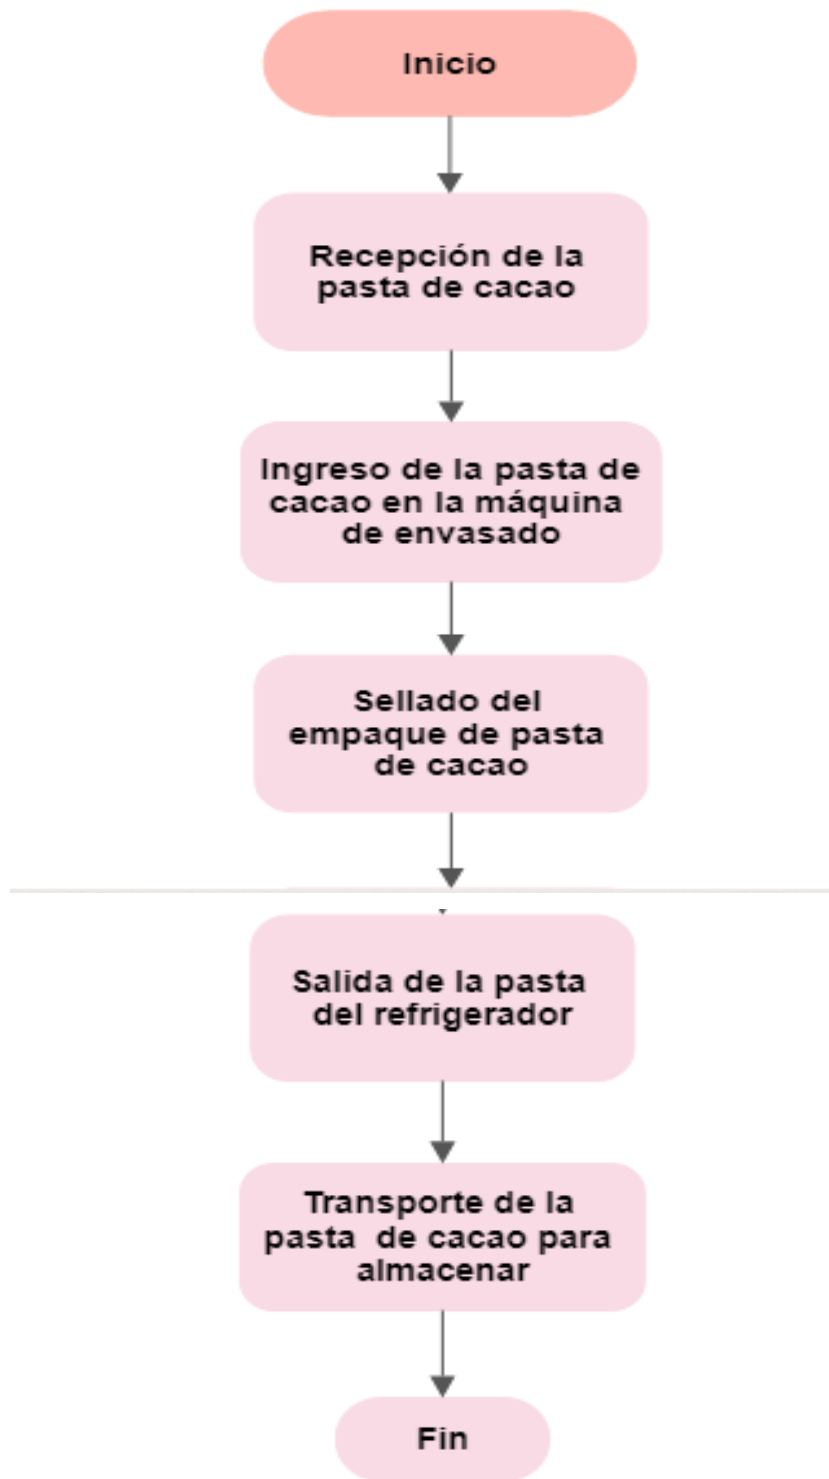 Inicio
Recepción de la
pasta de cacao
Ingreso de la pasta de
cacao en la máquina
de envasado
Sellado del
empaque de pasta
de cacao
Salida de la pasta
del refrigerador
Transporte de la
pasta de cacao para
almacenar
Fin